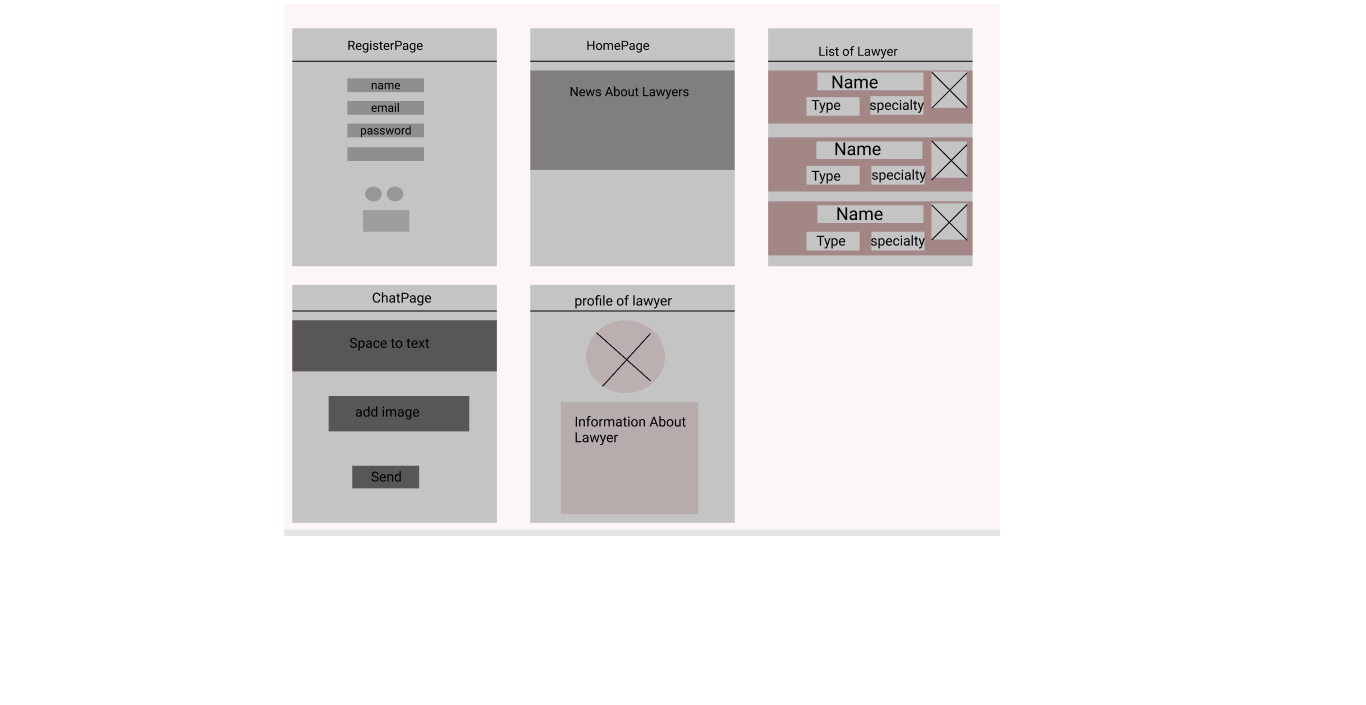 RegisterPage
name
email
password
HomePage
News About Lawyers
List of Lawyer
Name
Type
specialty
Name
Type
specialty
Name
Type
specialty
ChatPage
Space to text
add image
Send
profile of lawyer
Information About
Lawyer